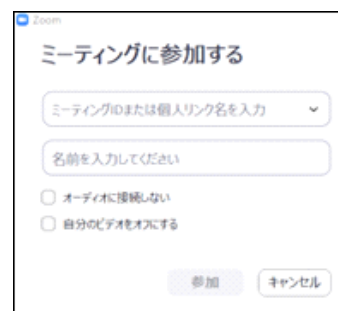 Zoom
ミーティングに参加する
ミーティングIDまたは個人リンク名を入力
名前を入力してください
オーディオに接続しない
自分のビデオをオフにする
参加
キャンセル